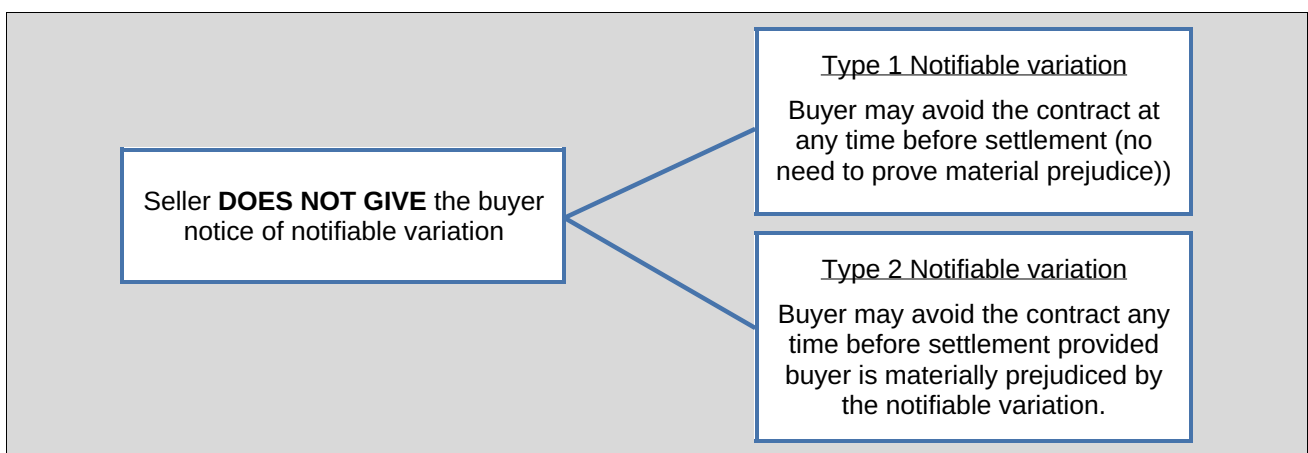 Seller DOES NOT GIVE the buyer
notice of notifiable variation
Type 1 Notifiable variation
Buyer may avoid the contract at
any time before settlement (no
need to prove material prejudice))
Type 2 Notifiable variation
Buyer may avoid the contract any
time before settlement provided
buyer is materially prejudiced by
the notifiable variation.